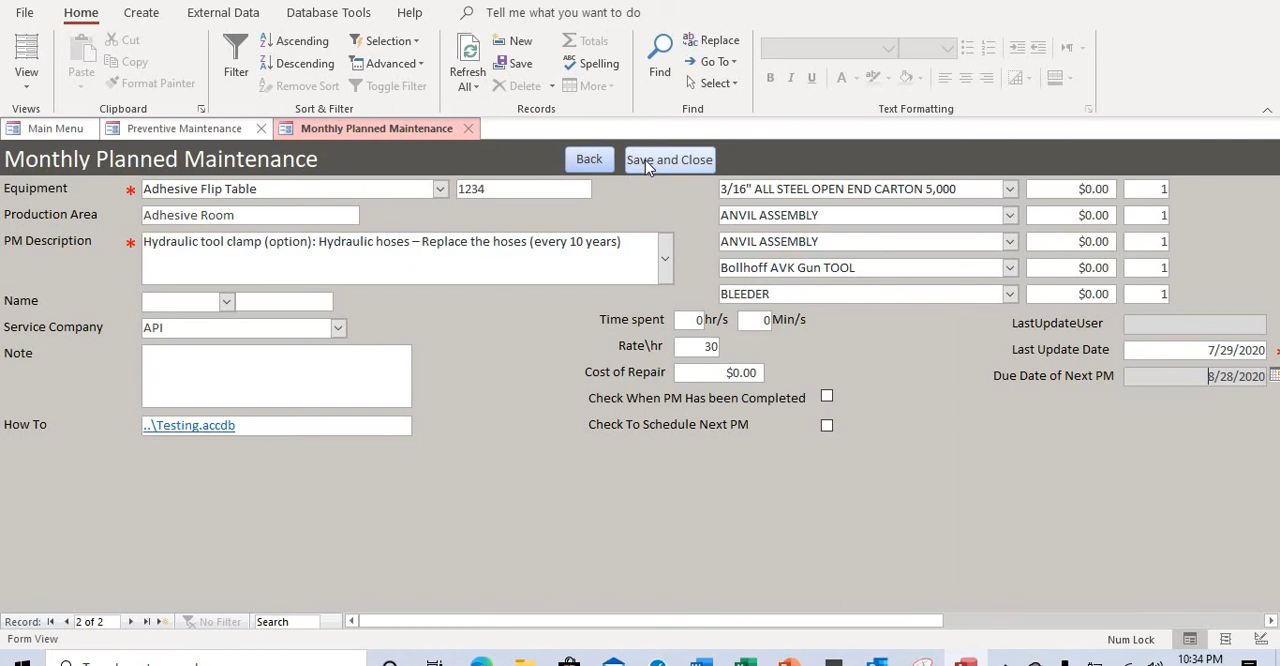 File Home Create External Data Database Tools Help Tell me what you want to do
View
Views
Paste
Cut
Copy
Format Painter
Clipboard
Filter
Ascending
Descending
Remove Sort
Selection
Advanced
Toggle Filter
Sort & Filter
Refresh
All
New
Save
Delete
Totals
Spelling
More
Records
Find
Replace
Go To
Select
Find
B I U A
Text Formatting
Main Menu Preventive Maintenance Monthly Planned Maintenance
Monthly Planned Maintenance Back Save and Close
Equipment * Adhesive Flip Table 1234
Production Area Adhesive Room
PM Description * Hydraulic tool clamp (option): Hydraulic hoses – Replace the hoses (every 10 years)
Name
Service Company API
Note
How To ..\Testing.accdb
3/16" ALL STEEL OPEN END CARTON 5,000 $0.00 1
ANVIL ASSEMBLY $0.00 1
ANVIL ASSEMBLY $0.00 1
Bollhoff AVK Gun TOOL $0.00 1
BLEEDER $0.00 1
Time spent 0 hr/s 0 Min/s
Rate\hr 30
Cost of Repair $0.00
Check When PM Has been Completed
Check To Schedule Next PM
LastUpdateUser
Last Update Date 7/29/2020 *
Due Date of Next PM 8/28/2020
Record: 2 of 2 No Filter Search
Form View Num Lock
10:34 PM